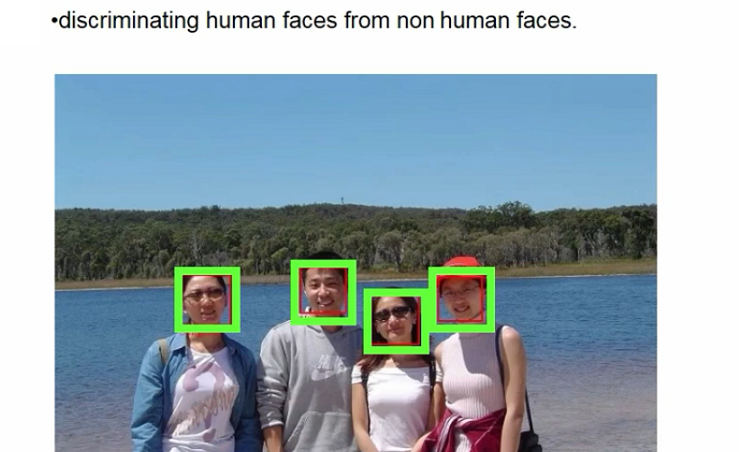 •discriminating human faces from non human faces.